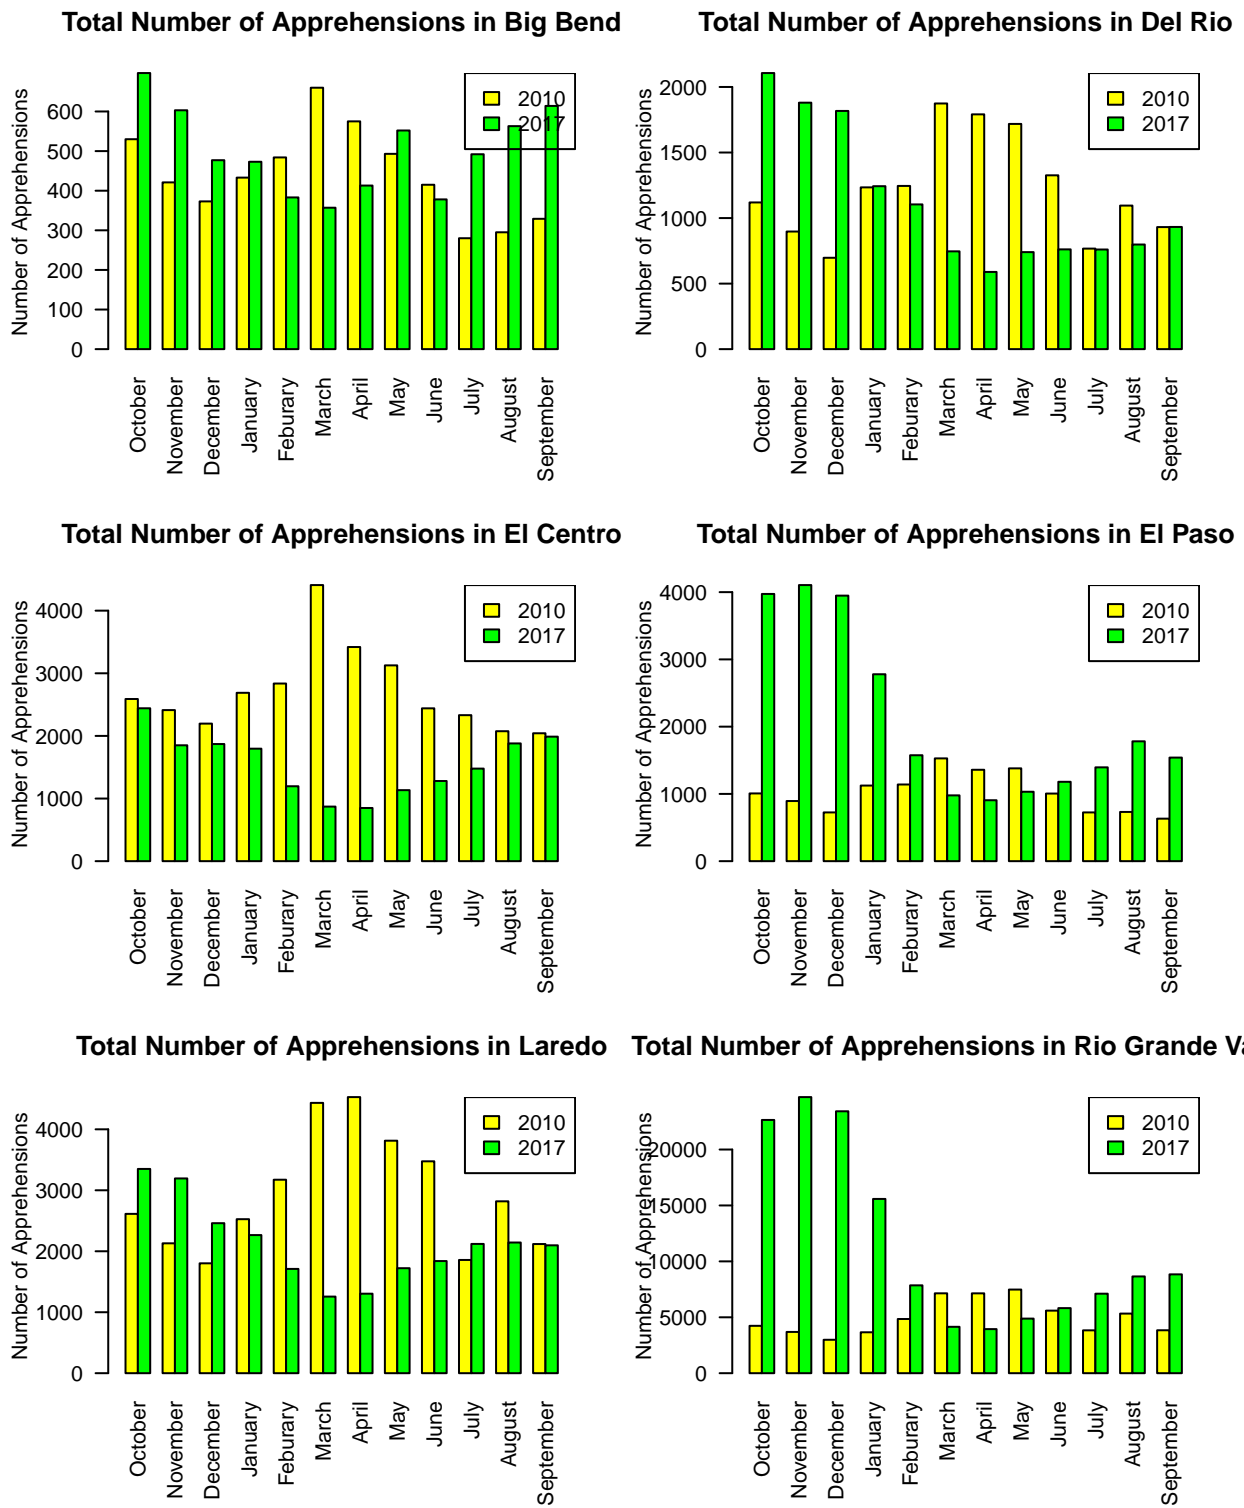 Total Number of Apprehensions in Big Bend
Number of Apprehensions
600
500
400
300
200
100
0
2010
2017
October
November
December
January
Feburary
March
April
May
June
July
August
September
Total Number of Apprehensions in Del Rio
Number of Apprehensions
2000
1500
1000
500
0
2010
2017
October
November
December
January
Feburary
March
April
May
June
July
August
September
Total Number of Apprehensions in El Centro
Number of Apprehensions
4000
3000
2000
1000
0
2010
2017
October
November
December
January
Feburary
March
April
May
June
July
August
September
Total Number of Apprehensions in El Paso
Number of Apprehensions
4000
3000
2000
1000
0
2010
2017
October
November
December
January
Feburary
March
April
May
June
July
August
September
Total Number of Apprehensions in Laredo
Number of Apprehensions
4000
3000
2000
1000
0
2010
2017
October
November
December
January
Feburary
March
April
May
June
July
August
September
Total Number of Apprehensions in Rio Grande Va
Number of Apprehensions
20000
15000
10000
5000
0
2010
2017
October
November
December
January
Feburary
March
April
May
June
July
August
September